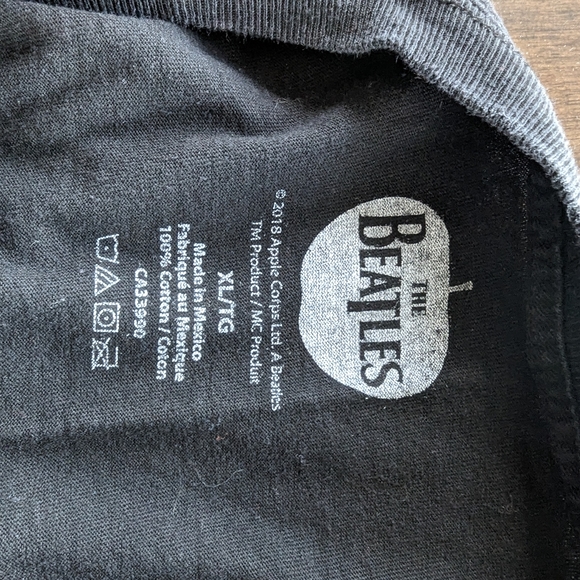 THE
BEATLES
© 2018 Apple Corps Ltd. A Beatles
TM Product / MC Produit
XL/TG
Made in Mexico
Fabriqué au Mexique
100% Cotton / Coton
CA33990